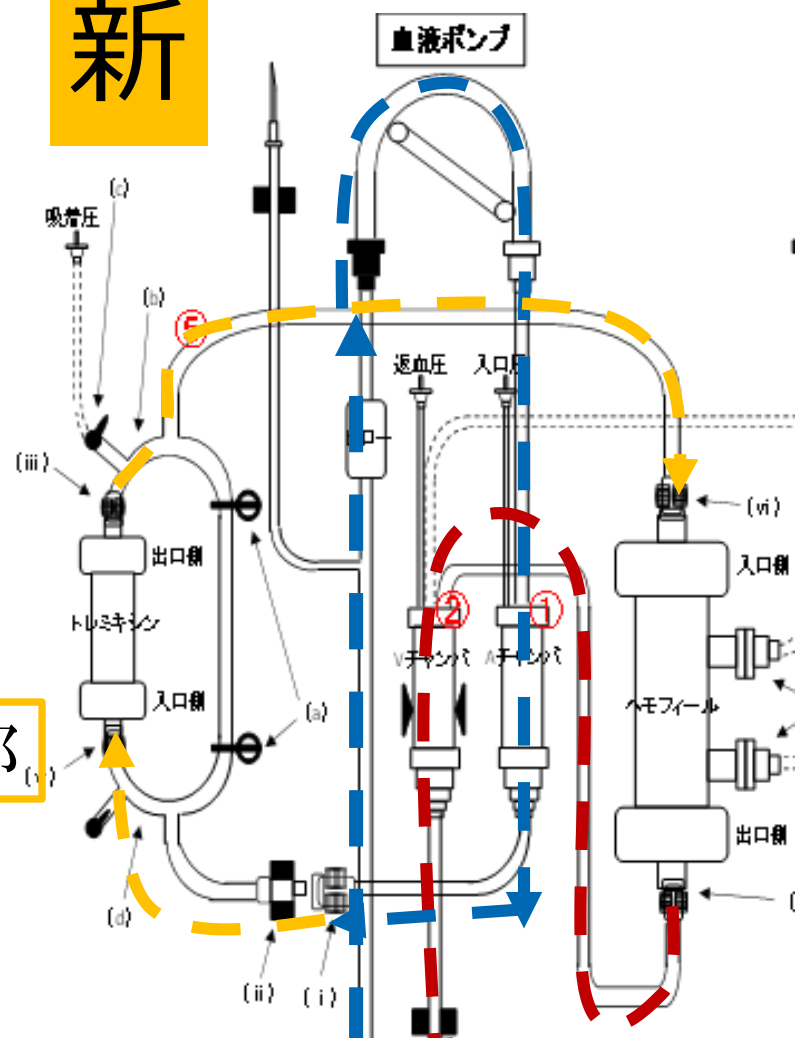 新
血液ポンプ
(c)
吸着圧
(b)
⑤
返血圧
入口圧
(iii)
(vi)
出口側
入口側
トレミキシン
②
①
Vチャンバ
Aチャンバ
ヘモフィール
入口側
(a)
部
(v)
出口側
(d)
(ii)
(i)